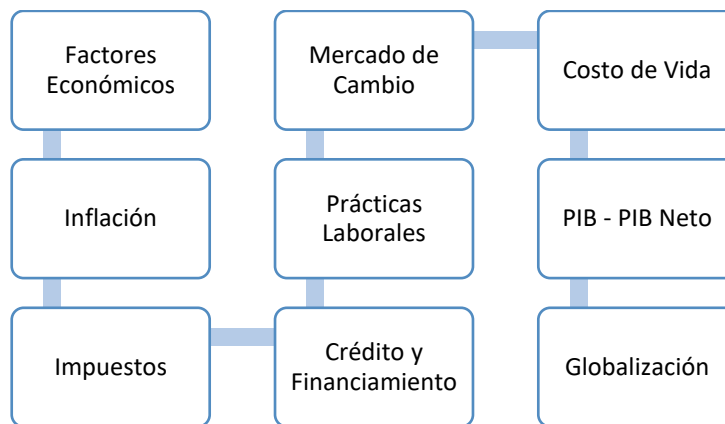 Factores
Económicos
Inflación
Impuestos
Crédito y
Financiamiento
Prácticas
Laborales
Mercado de
Cambio
Costo de Vida
PIB - PIB Neto
Globalización